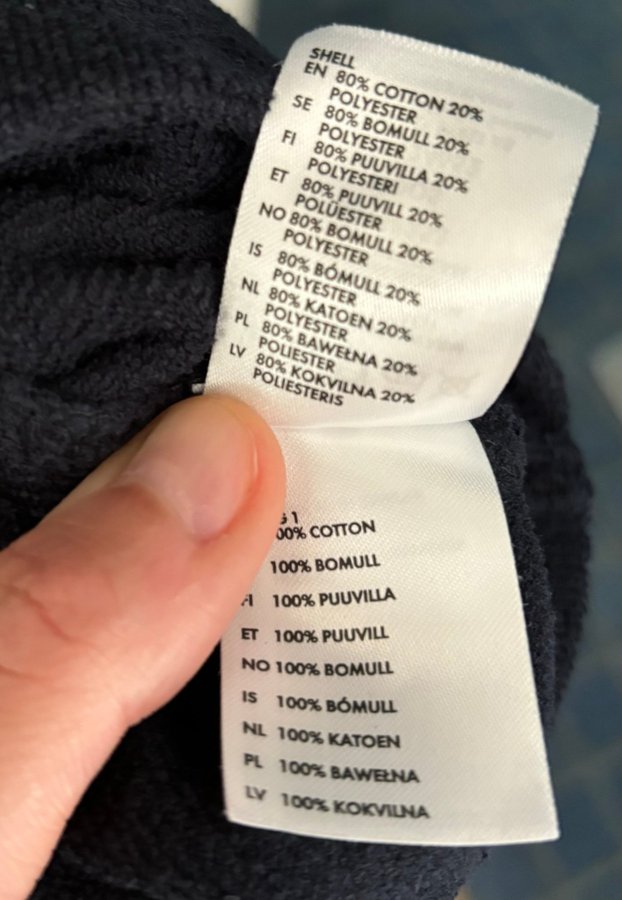 SHELL
EN 80% COTTON 20%
POLYESTER
SE 80% BOMULL 20%
POLYESTER
FI 80% PUUVILLA 20%
POLYESTERI
ET 80% PUUVILL 20%
POLÜESTER
NO 80% BOMULL 20%
POLYESTER
IS 80% BÓMULL 20%
POLYESTER
NL 80% KATOEN 20%
POLYESTER
PL 80% BAWEŁNA 20%
POLIESTER
LV 80% KOKVILNA 20%
POLIESTERIS
1
00% COTTON
100% BOMULL
FI 100% PUUVILLA
ET 100% PUUVILL
NO 100% BOMULL
IS 100% BÓMULL
NL 100% KATOEN
PL 100% BAWEŁNA
LV 100% KOKVILNA